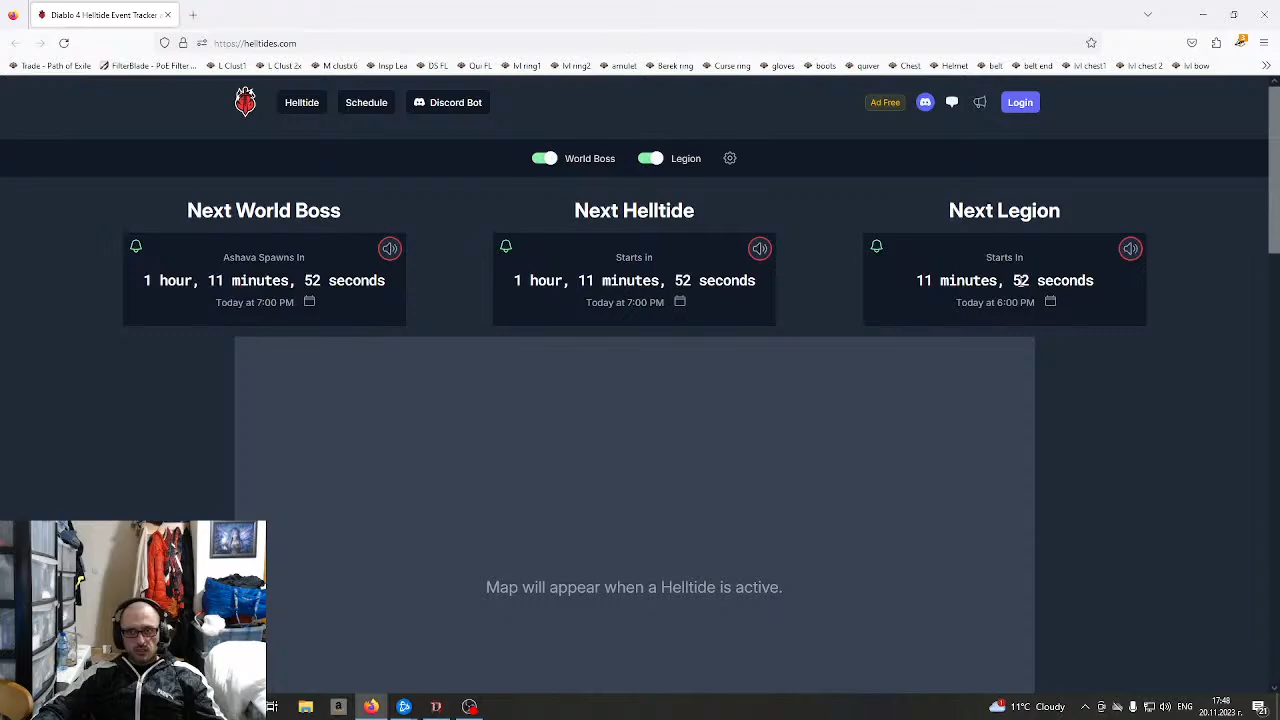 Diablo 4 Helltide Event Tracker
https://helltides.com
Trade - Path of Exile FilterBlade - PoE Filter ... L Clust1 L Clust 2x M clustx6 Insp Lea DS FL Qui FL lvl ring1 lvl ring2 amulet Berek ring Curse ring gloves boots quiver Chest Helmet belt belt end lvl chest1 lvl chest 2 lvl bow
Helltide Schedule Discord Bot Ad Free Login
World Boss Legion
Next World Boss
Ashava Spawns In
1 hour, 11 minutes, 52 seconds
Today at 7:00 PM
Next Helltide
Starts in
1 hour, 11 minutes, 52 seconds
Today at 7:00 PM
Next Legion
Starts In
11 minutes, 52 seconds
Today at 6:00 PM
Map will appear when a Helltide is active.
11°C Cloudy ENG 17:48
20.11.2023 г.